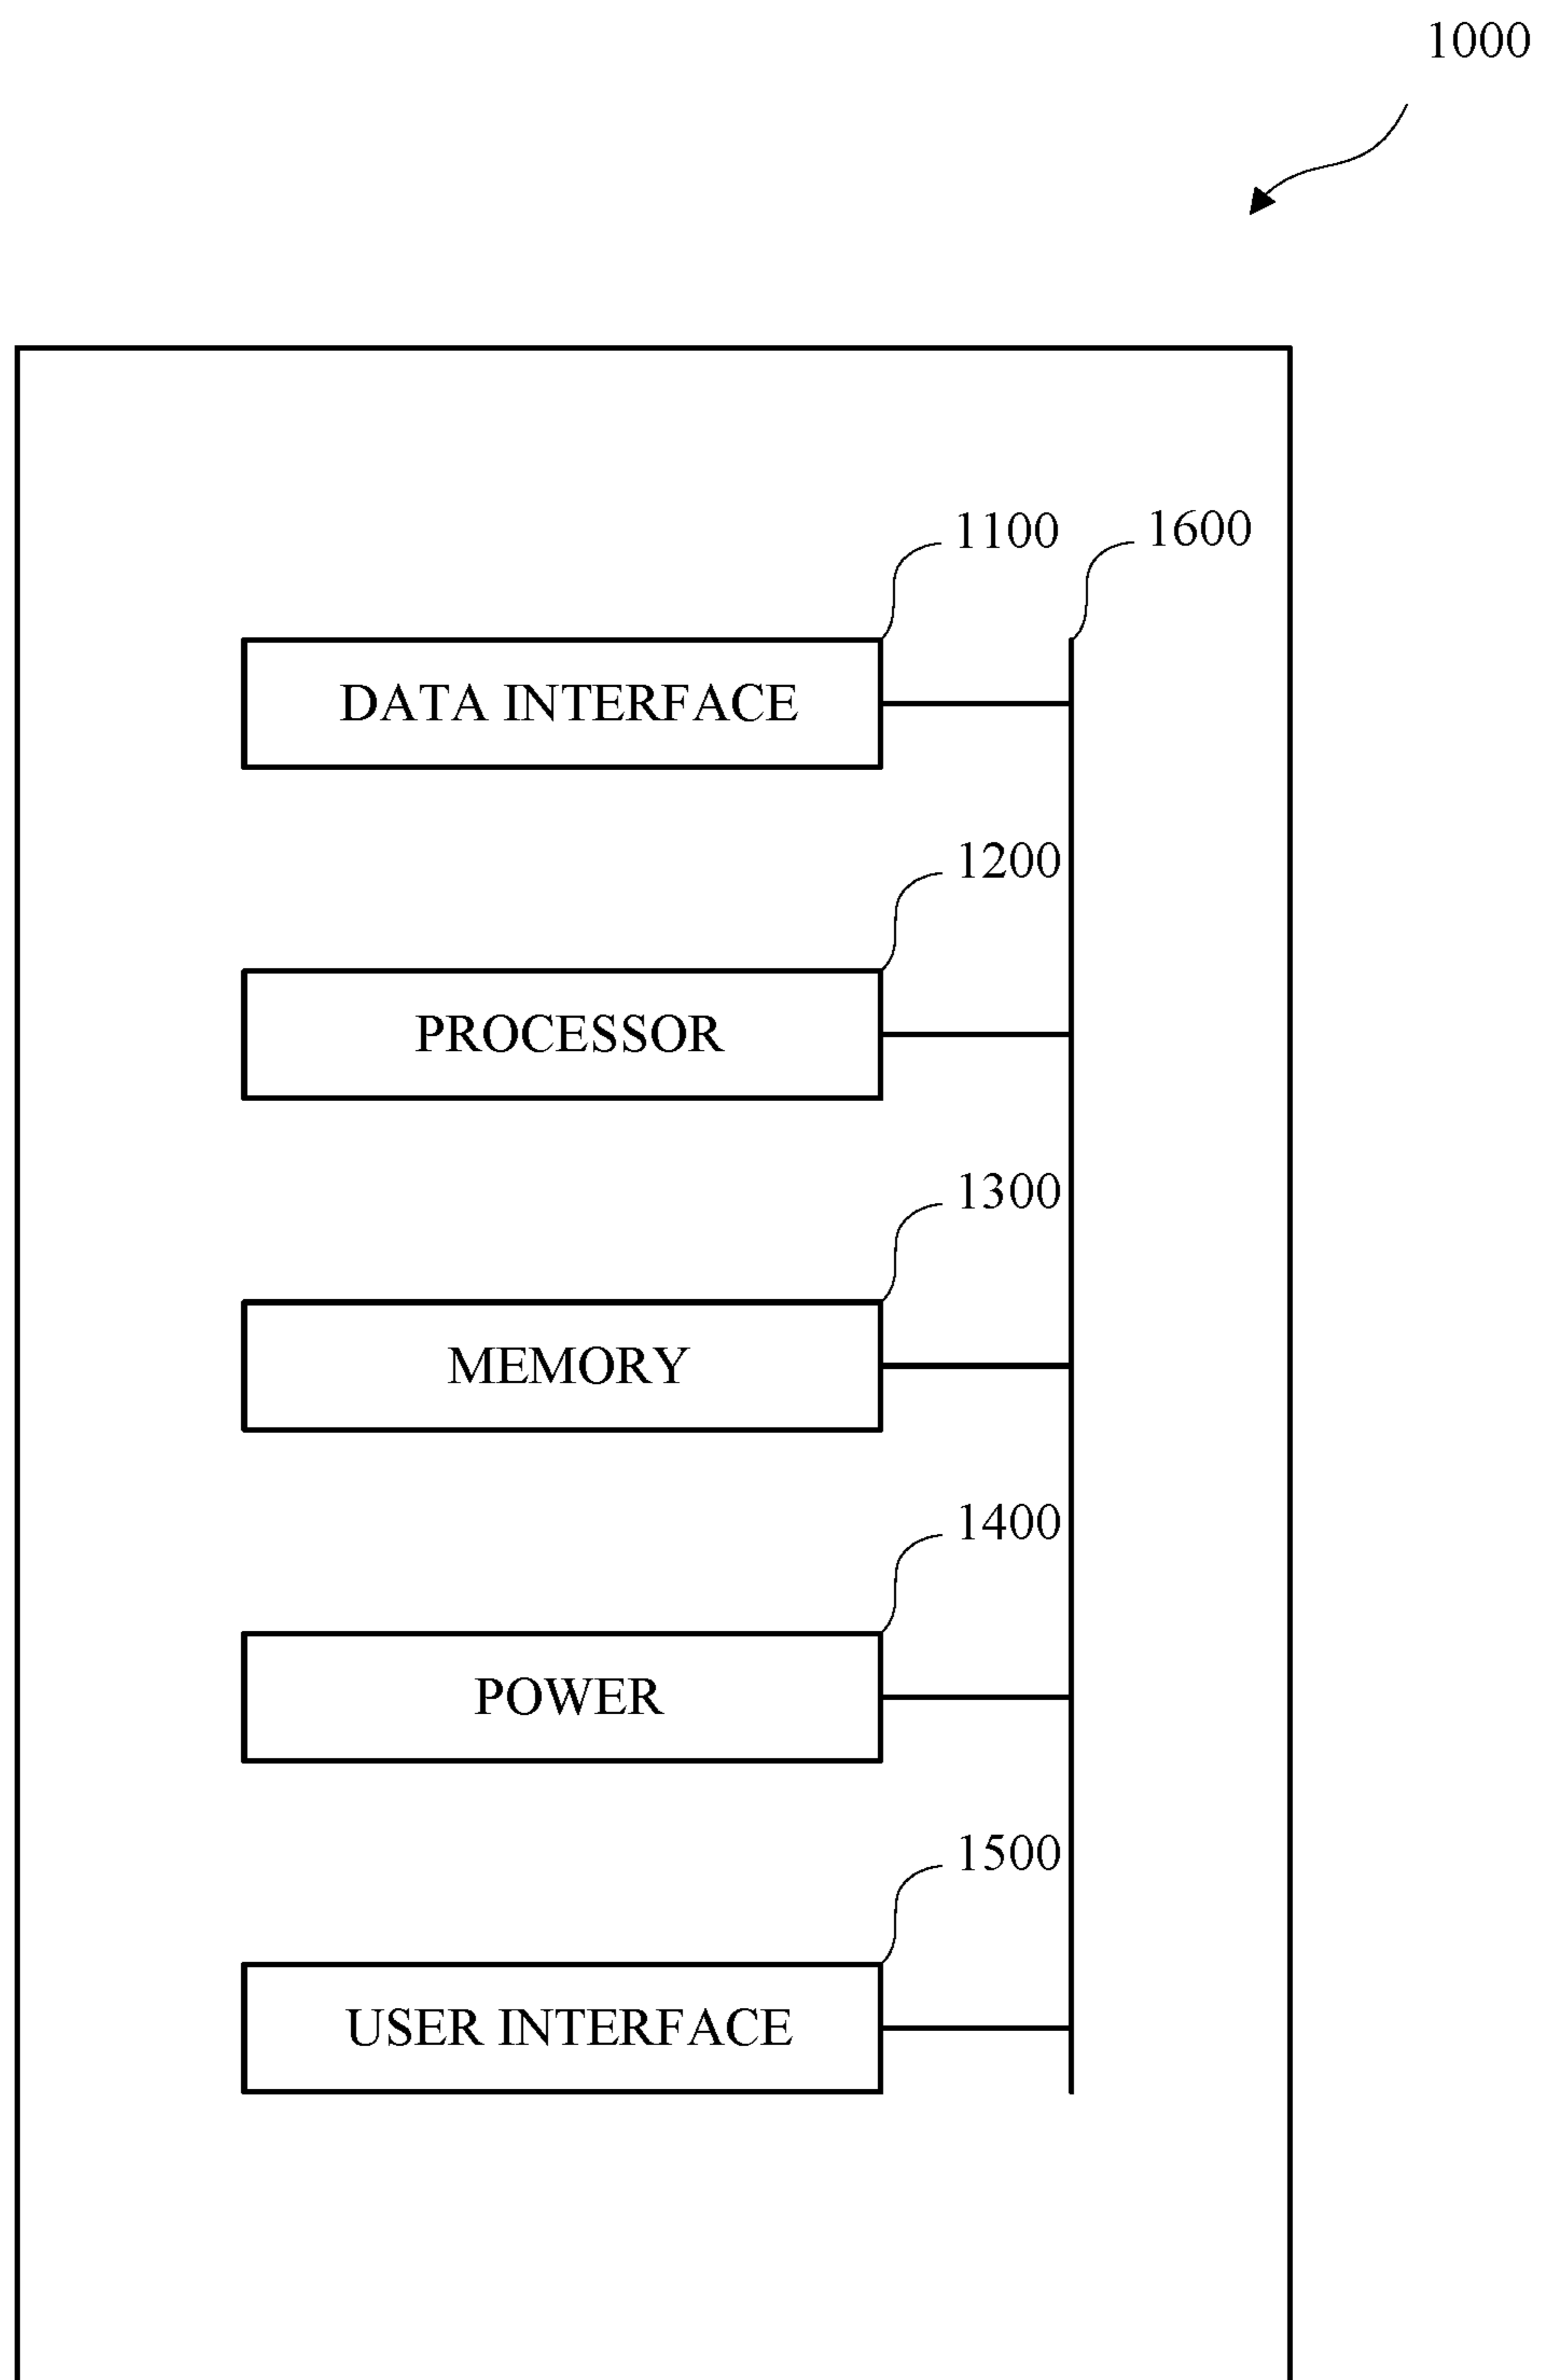 1000
1100
1600
DATA INTERFACE
1200
PROCESSOR
1300
MEMORY
1400
POWER
1500
USER INTERFACE